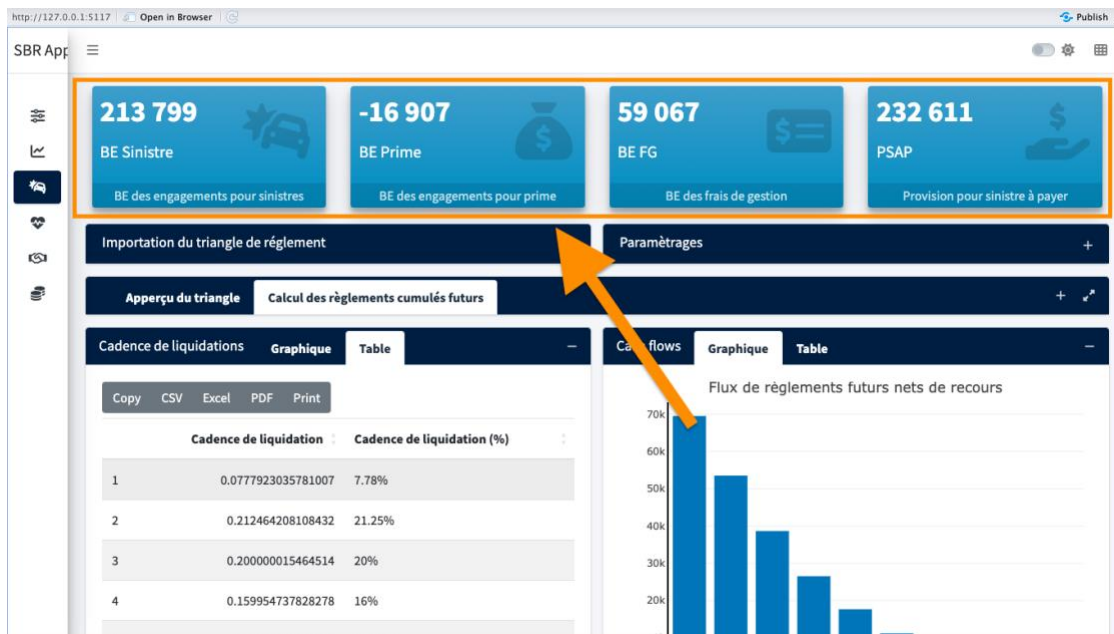 http://127.0.0.1:5117 Open in Browser Publish
SBR App
213 799
BE Sinistre
BE des engagements pour sinistres
-16 907
BE Prime
BE des engagements pour prime
59 067
BE FG
BE des frais de gestion
232 611
PSAP
Provision pour sinistre à payer
Importation du triangle de réglement
Paramètrages
Apperçu du triangle Calcul des règlements cumulés futurs
Cadence de liquidations Graphique Table
Copy CSV Excel PDF Print
Cadence de liquidation Cadence de liquidation (%)
1 0.0777923035781007 7.78%
2 0.212464208108432 21.25%
3 0.200000015464514 20%
4 0.159954737828278 16%
flows Graphique Table
Flux de règlements futurs nets de recours
70k
60k
50k
40k
30k
20k